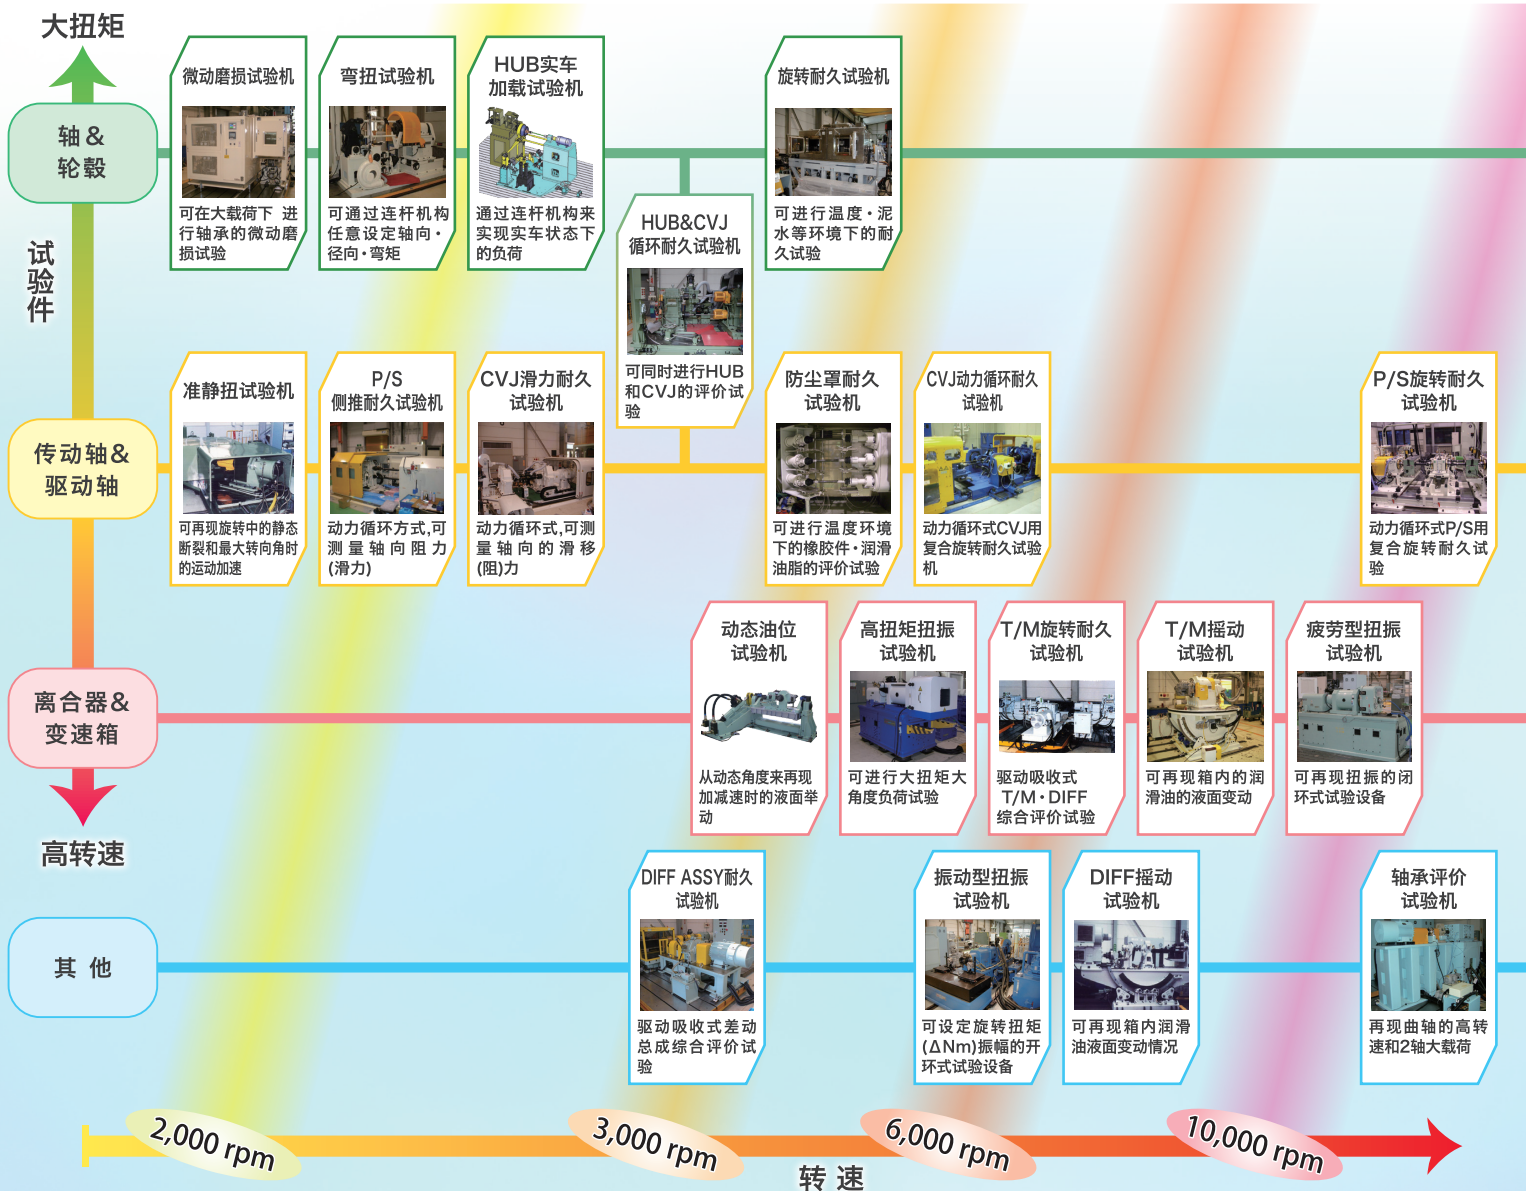 大扭矩
轴&
轮毂
试验件
传动轴&
驱动轴
离合器&
变速箱
高转速
其 他
微动磨损试验机
可在大载荷下 进
行轴承的微动磨
损试验
弯扭试验机
可通过连杆机构
任意设定轴向・
径向・弯矩
HUB实车
加载试验机
通过连杆机构来
实现实车状态下
的负荷
HUB&CVJ
循环耐久试验机
可同时进行HUB
和CVJ的评价试
验
旋转耐久试验机
可进行温度・泥
水等环境下的耐
久试验
准静扭试验机
可再现旋转中的静态
断裂和最大转向角时
的运动加速
P/S
侧推耐久试验机
动力循环方式,可
测量轴向阻力
(滑力)
CVJ滑力耐久
试验机
动力循环式,可测
量轴向的滑移
(阻)力
防尘罩耐久
试验机
可进行温度环境
下的橡胶件・润滑
油脂的评价试验
CVJ动力循环耐久
试验机
动力循环式CVJ用
复合旋转耐久试验
机
P/S旋转耐久
试验机
动力循环式P/S用
复合旋转耐久试
验
动态油位
试验机
从动态角度来再现
加减速时的液面举
动
高扭矩扭振
试验机
可进行大扭矩大
角度负荷试验
T/M旋转耐久
试验机
驱动吸收式
T/M・DIFF
综合评价试验
T/M摇动
试验机
可再现箱内的润
滑油的液面变动
疲劳型扭振
试验机
可再现扭振的闭
环式试验设备
DIFF ASSY耐久
试验机
驱动吸收式差动
总成综合评价试
验
振动型扭振
试验机
可设定旋转扭矩
(ΔNm)振幅的开
环式试验设备
DIFF摇动
试验机
可再现箱内润滑
油液面变动情况
轴承评价
试验机
再现曲轴的高转
速和2轴大载荷
2,000 rpm
3,000 rpm
6,000 rpm
10,000 rpm
转 速